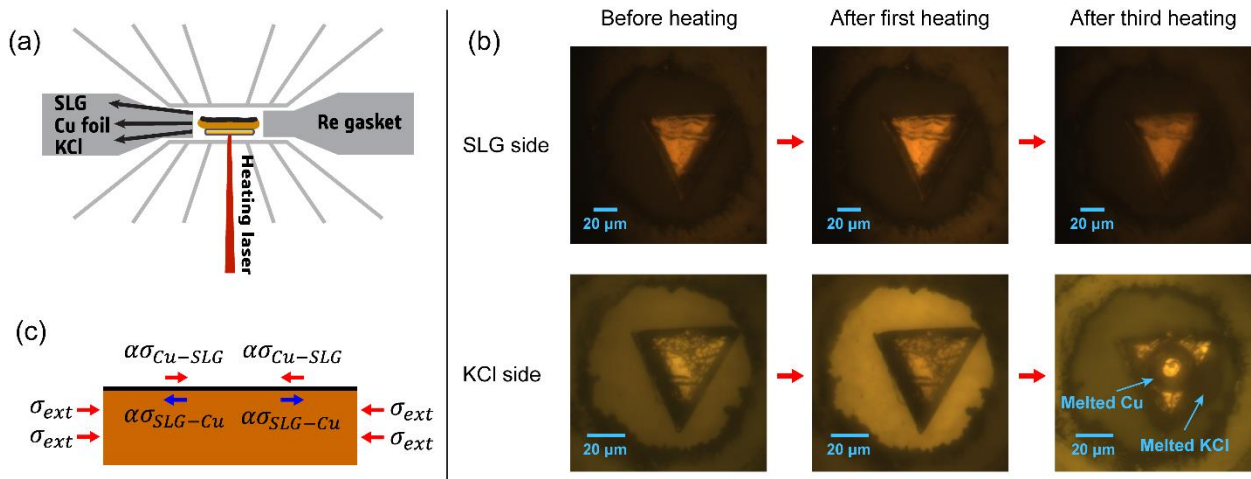 (a)
SLG
Cu foil
KCl
Re gasket
Heating laser
(b)
Before heating
After first heating
After third heating
SLG side
20 µm
20 µm
20 µm
KCl side
20 µm
20 µm
Melted Cu
Melted KCl
20 µm
(c)
ασ_{Cu−SLG} ασ_{Cu−SLG}
σ_{ext} ασ_{SLG−Cu} ασ_{SLG−Cu} σ_{ext}
σ_{ext} σ_{ext}